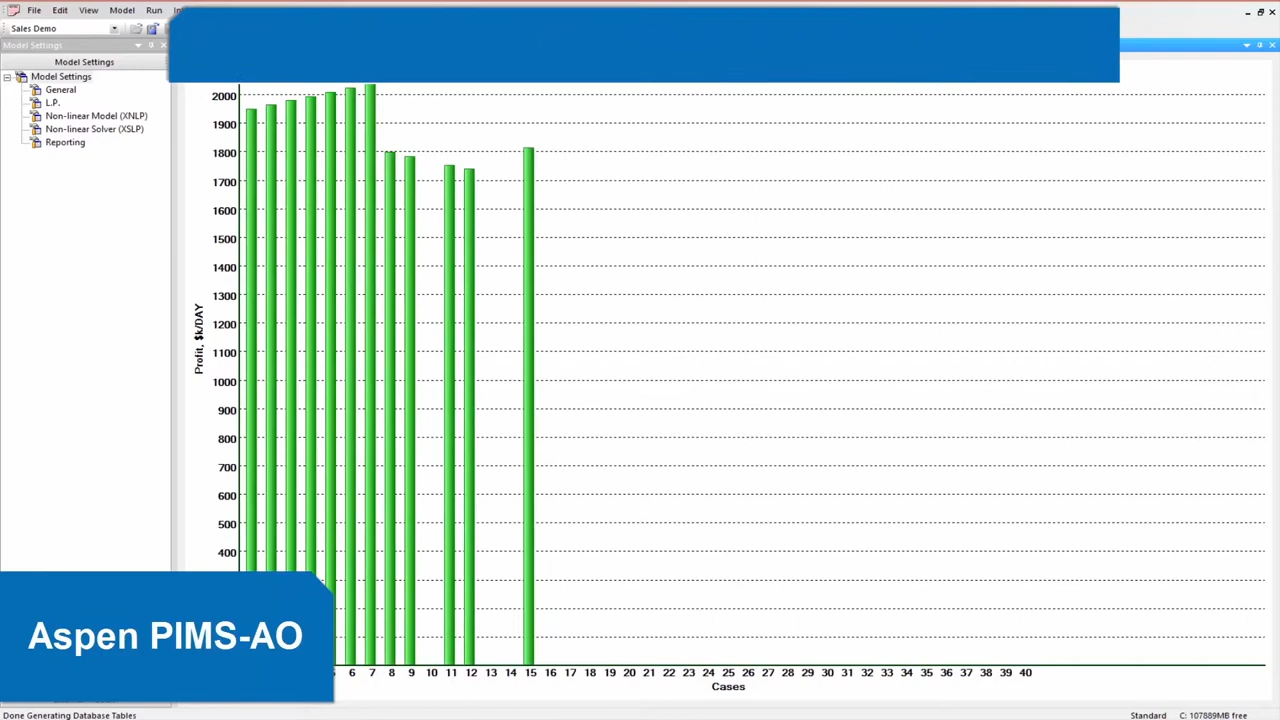 File Edit View Model Run
Sales Demo
Model Settings
Model Settings
Model Settings
General
L.P.
Non-linear Model (XNLP)
Non-linear Solver (XSLP)
Reporting
2000
1900
1800
1700
1600
1500
1400
1300
1200
1100
1000
900
800
700
600
500
400
Profit, $k/DAY
6 7 8 9 10 11 12 13 14 15 16 17 18 19 20 21 22 23 24 25 26 27 28 29 30 31 32 33 34 35 36 37 38 39 40
Cases
Aspen PIMS-AO
Done Generating Database Tables
Standard C: 107889MB free